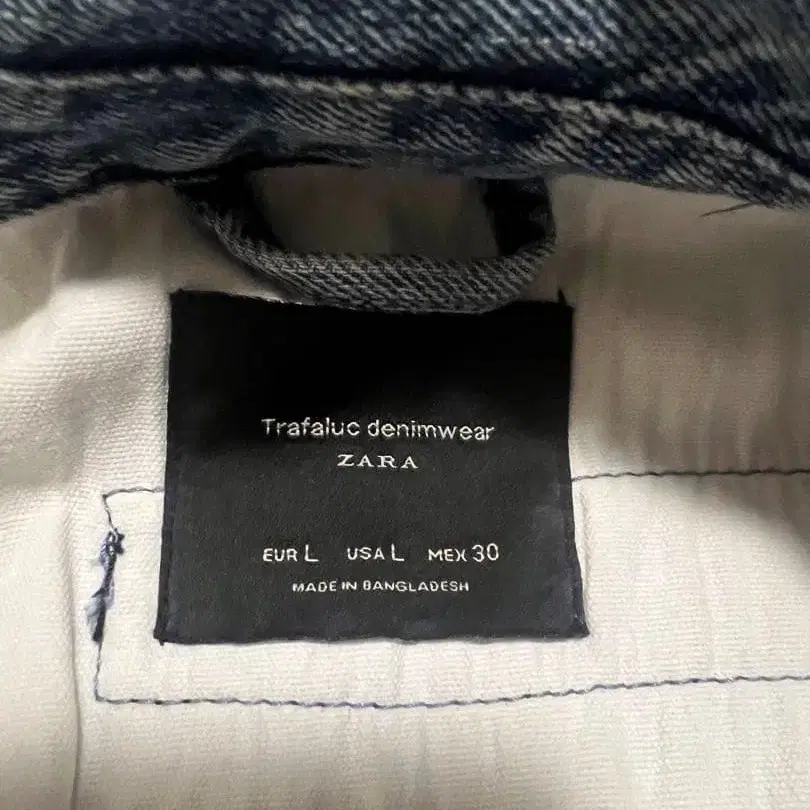 Trafaluc denimwear
ZARA
EUR L USA L MEX 30
MADE IN BANGLADESH